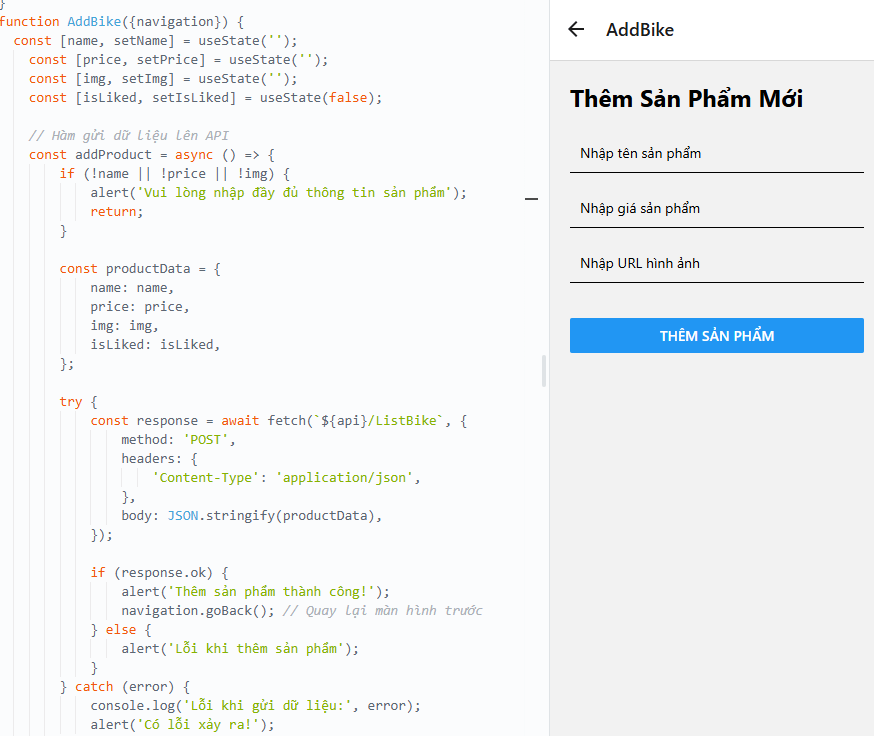 }
function AddBike({navigation}) {
const [name, setName] = useState('');
const [price, setPrice] = useState('');
const [img, setImg] = useState('');
const [isLiked, setIsLiked] = useState(false);
// Hàm gửi dữ liệu lên API
const addProduct = async () => {
if (!name || !price || !img) {
alert('Vui lòng nhập đầy đủ thông tin sản phẩm');
return;
}
const productData = {
name: name,
price: price,
img: img,
isLiked: isLiked,
};
try {
const response = await fetch(`${api}/ListBike`, {
method: 'POST',
headers: {
'Content-Type': 'application/json',
},
body: JSON.stringify(productData),
});
if (response.ok) {
alert('Thêm sản phẩm thành công!');
navigation.goBack(); // Quay lại màn hình trước
} else {
alert('Lỗi khi thêm sản phẩm');
}
} catch (error) {
console.log('Lỗi khi gửi dữ liệu:', error);
alert('Có lỗi xảy ra!');
AddBike
Thêm Sản Phẩm Mới
Nhập tên sản phẩm
Nhập giá sản phẩm
Nhập URL hình ảnh
THÊM SẢN PHẨM